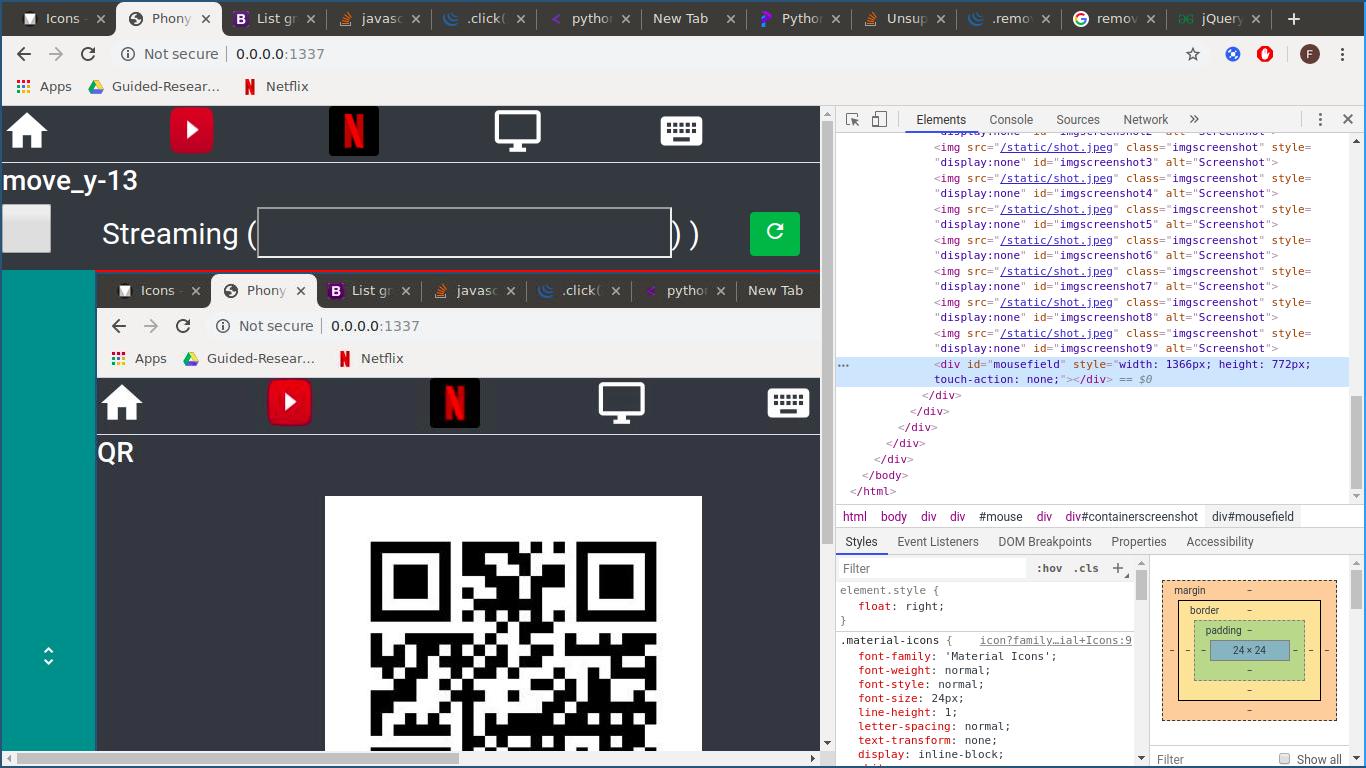 Icons -
Phony
List gr
javasc
.click(
pythor
New Tab
Python
Unsup
.remov
remov
jQuery
Not secure
0.0.0.0:1337
F
Apps
Guided-Resear…
Netflix
N
move_y-13
Streaming (
) )
Icons -
Phony
List gr
javasc
.click(
pythor
New Tab
Not secure
0.0.0.0:1337
Apps
Guided-Resear…
Netflix
N
QR
Elements Console Sources Network »
<img src="/static/shot.jpeg" class="imgscreenshot" style=
"display:none" id="imgscreenshot3" alt="Screenshot">
<img src="/static/shot.jpeg" class="imgscreenshot" style=
"display:none" id="imgscreenshot4" alt="Screenshot">
<img src="/static/shot.jpeg" class="imgscreenshot" style=
"display:none" id="imgscreenshot5" alt="Screenshot">
<img src="/static/shot.jpeg" class="imgscreenshot" style=
"display:none" id="imgscreenshot6" alt="Screenshot">
<img src="/static/shot.jpeg" class="imgscreenshot" style=
"display:none" id="imgscreenshot7" alt="Screenshot">
<img src="/static/shot.jpeg" class="imgscreenshot" style=
"display:none" id="imgscreenshot8" alt="Screenshot">
<img src="/static/shot.jpeg" class="imgscreenshot" style=
"display:none" id="imgscreenshot9" alt="Screenshot">
<div id="mousefield" style="width: 1366px; height: 772px;
touch-action: none;"></div> == $0
</div>
</div>
</div>
</div>
</div>
</body>
</html>
html body div div #mouse div div#containerscreenshot div#mousefield
Styles Event Listeners DOM Breakpoints Properties Accessibility
Filter :hov .cls +
element.style {
float: right;
}
.material-icons { icon?family…ial+Icons:9
font-family: 'Material Icons';
font-weight: normal;
font-style: normal;
font-size: 24px;
line-height: 1;
letter-spacing: normal;
text-transform: none;
display: inline-block;
margin –
border –
padding –
– – – 24 × 24 – – –
–
–
–
Filter Show all